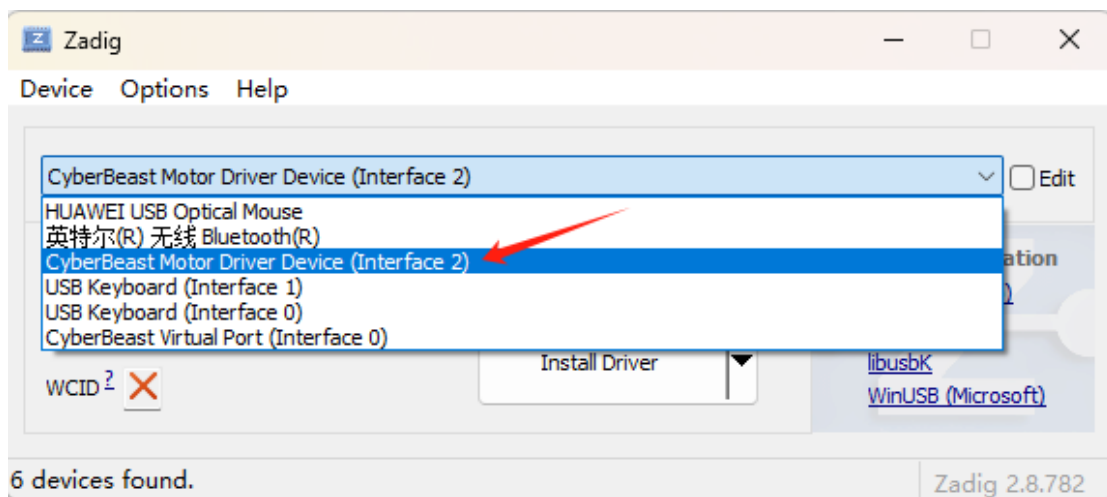 Zadig
Device Options Help
CyberBeast Motor Driver Device (Interface 2) Edit
HUAWEI USB Optical Mouse
英特尔(R) 无线 Bluetooth(R)
CyberBeast Motor Driver Device (Interface 2)
USB Keyboard (Interface 1)
USB Keyboard (Interface 0)
CyberBeast Virtual Port (Interface 0)
Install Driver
WCID ?
libusbK
WinUSB (Microsoft)
6 devices found.
Zadig 2.8.782